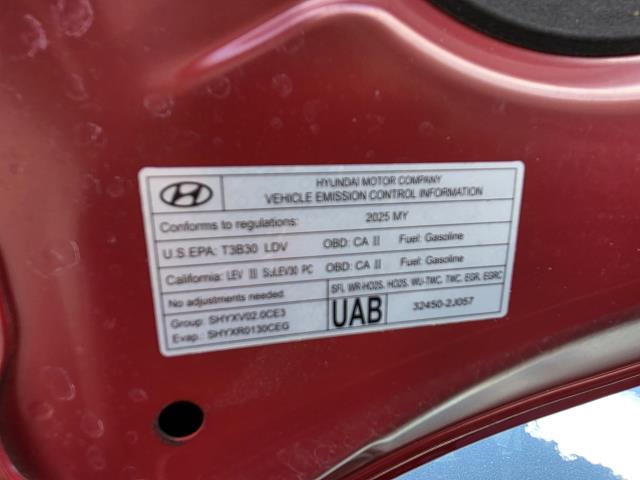 HYUNDAI MOTOR COMPANY
VEHICLE EMISSION CONTROL INFORMATION
Conforms to regulations: 2025 MY
U.S.EPA: T3B30 LDV OBD: CA II Fuel: Gasoline
California: LEV III SULEV30 PC OBD: CA II Fuel: Gasoline
No adjustments needed. SFI, WR-HO2S, HO2S, WU-TWC, TWC, EGR, EGRC
Group: SHYXV02.0CE3
Evap.: SHYXR0130CEG
UAB 32450-2J057